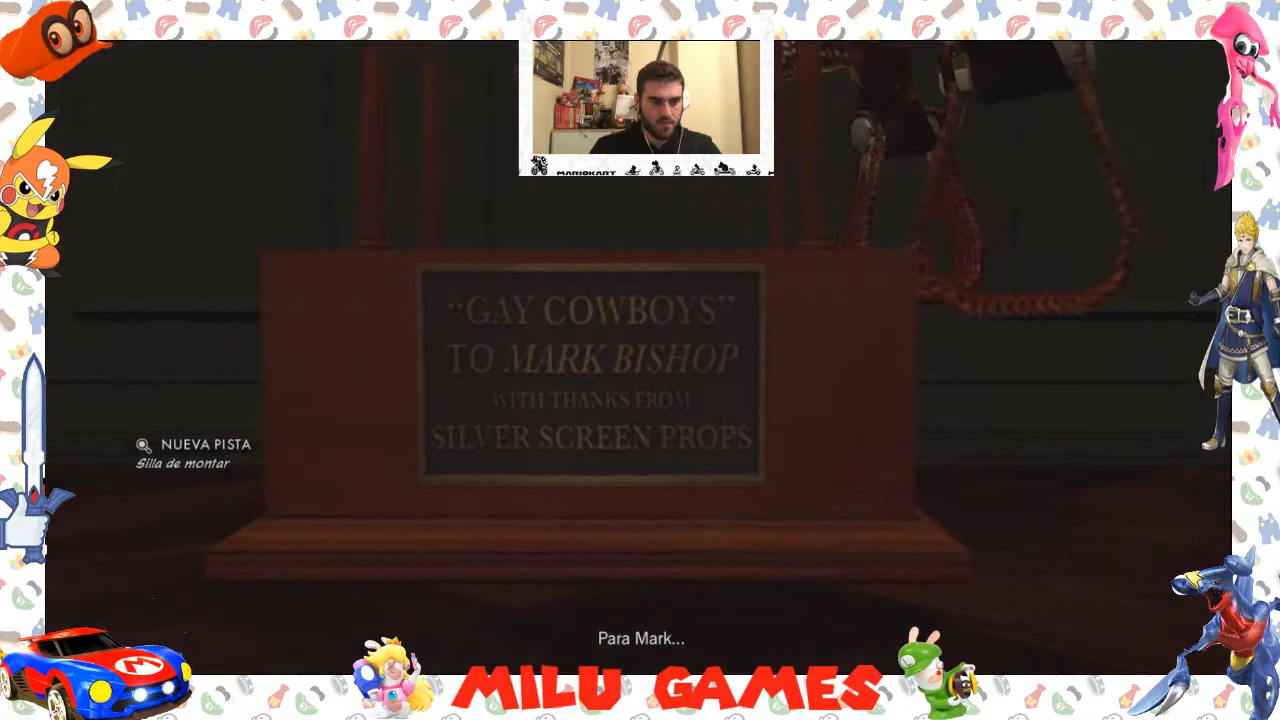 MARIOKART
"GAY COWBOYS"
TO MARK BISHOP
WITH THANKS FROM
SILVER SCREEN PROPS
NUEVA PISTA
Silla de montar
Para Mark...
MILU GAMES